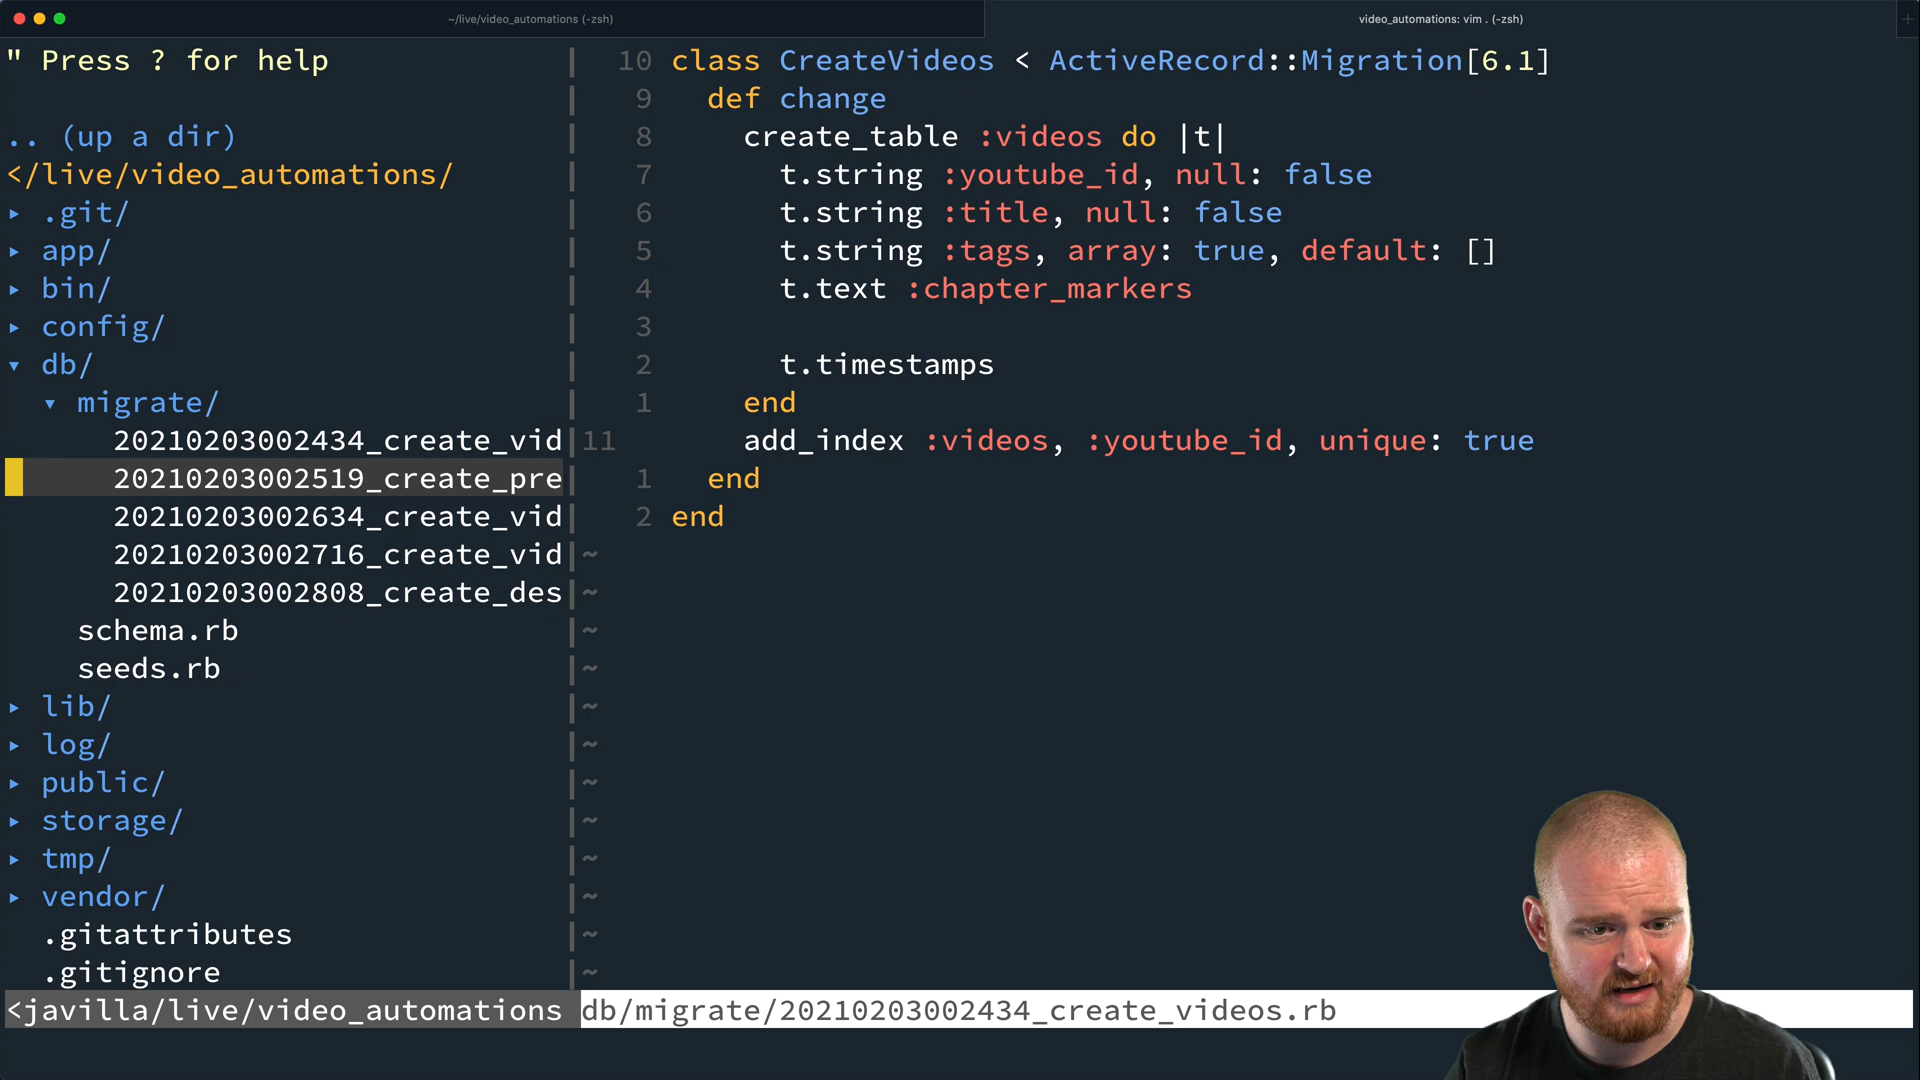 ~/live/video_automations (-zsh)
video_automations: vim . (-zsh)
+
" Press ? for help
.. (up a dir)
</live/video_automations/
▸ .git/
▸ app/
▸ bin/
▸ config/
▾ db/
▾ migrate/
20210203002434_create_vid
20210203002519_create_pre
20210203002634_create_vid
20210203002716_create_vid
20210203002808_create_des
schema.rb
seeds.rb
▸ lib/
▸ log/
▸ public/
▸ storage/
▸ tmp/
▸ vendor/
.gitattributes
.gitignore
<javilla/live/video_automations
10 class CreateVideos < ActiveRecord::Migration[6.1]
9 def change
8 create_table :videos do |t|
7 t.string :youtube_id, null: false
6 t.string :title, null: false
5 t.string :tags, array: true, default: []
4 t.text :chapter_markers
3
2 t.timestamps
1 end
11 add_index :videos, :youtube_id, unique: true
1 end
2 end
~
~
~
~
~
~
~
~
~
~
~
~
db/migrate/20210203002434_create_videos.rb